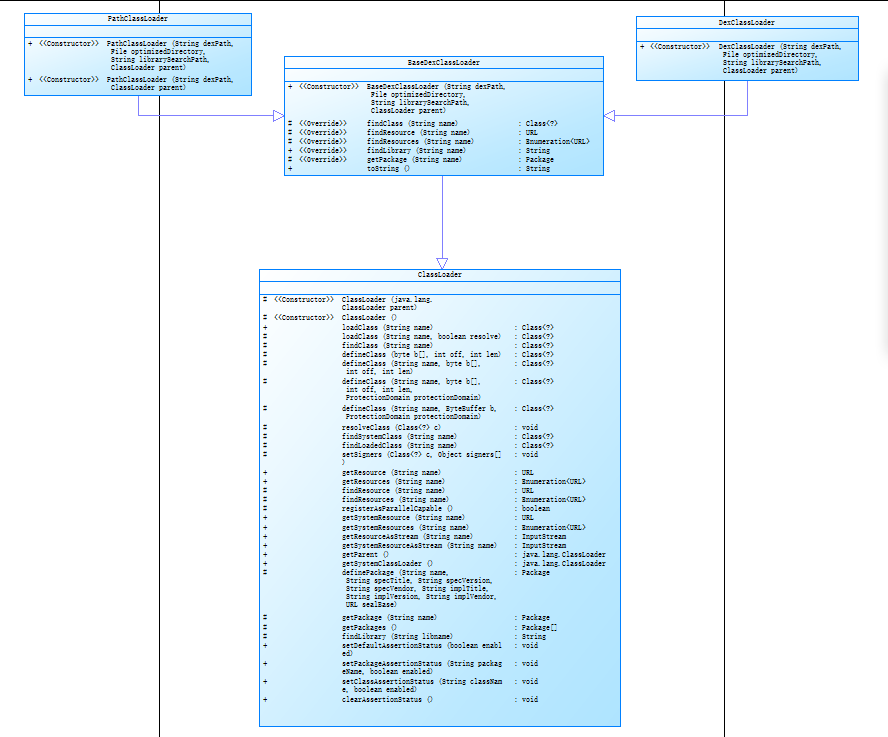 PathClassLoader
+ <<Constructor>> PathClassLoader (String dexPath,
File optimizedDirectory,
String librarySearchPath,
ClassLoader parent)
+ <<Constructor>> PathClassLoader (String dexPath,
ClassLoader parent)
DexClassLoader
+ <<Constructor>> DexClassLoader (String dexPath,
File optimizedDirectory,
String librarySearchPath,
ClassLoader parent)
BaseDexClassLoader
+ <<Constructor>> BaseDexClassLoader (String dexPath,
File optimizedDirectory,
String librarySearchPath,
ClassLoader parent)
# <<Override>> findClass (String name) : Class<?>
# <<Override>> findResource (String name) : URL
# <<Override>> findResources (String name) : Enumeration<URL>
+ <<Override>> findLibrary (String name) : String
# <<Override>> getPackage (String name) : Package
+ toString () : String
ClassLoader
# <<Constructor>> ClassLoader (java.lang.
ClassLoader parent)
# <<Constructor>> ClassLoader ()
+ loadClass (String name) : Class<?>
# loadClass (String name, boolean resolve) : Class<?>
# findClass (String name) : Class<?>
# defineClass (byte b[], int off, int len) : Class<?>
# defineClass (String name, byte b[], : Class<?>
int off, int len)
# defineClass (String name, byte b[], : Class<?>
int off, int len,
ProtectionDomain protectionDomain)
# defineClass (String name, ByteBuffer b, : Class<?>
ProtectionDomain protectionDomain)
# resolveClass (Class<?> c) : void
# findSystemClass (String name) : Class<?>
# findLoadedClass (String name) : Class<?>
# setSigners (Class<?> c, Object signers[] : void
)
+ getResource (String name) : URL
+ getResources (String name) : Enumeration<URL>
# findResource (String name) : URL
# findResources (String name) : Enumeration<URL>
# registerAsParallelCapable () : boolean
+ getSystemResource (String name) : URL
+ getSystemResources (String name) : Enumeration<URL>
+ getResourceAsStream (String name) : InputStream
+ getSystemResourceAsStream (String name) : InputStream
+ getParent () : java.lang.ClassLoader
+ getSystemClassLoader () : java.lang.ClassLoader
# definePackage (String name, : Package
String specTitle, String specVersion,
String specVendor, String implTitle,
String implVersion, String implVendor,
URL sealBase)
# getPackage (String name) : Package
# getPackages () : Package[]
# findLibrary (String libname) : String
+ setDefaultAssertionStatus (boolean enabl : void
ed)
+ setPackageAssertionStatus (String packag : void
eName, boolean enabled)
+ setClassAssertionStatus (String classNam : void
e, boolean enabled)
+ clearAssertionStatus () : void